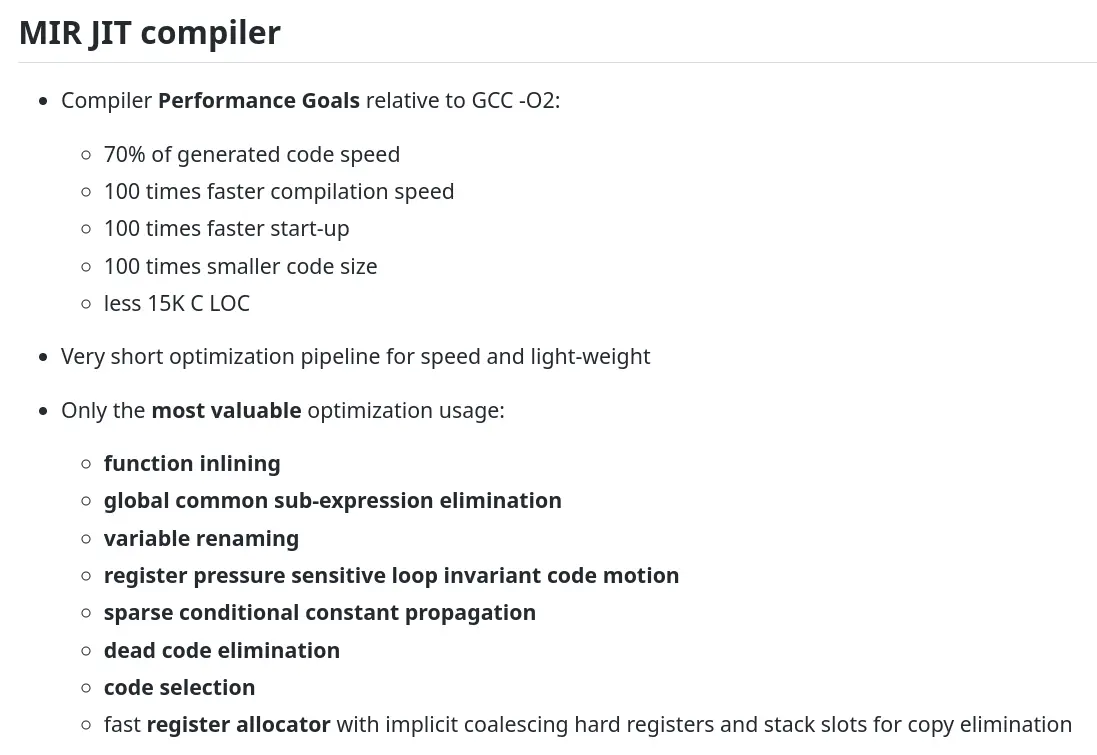 MIR JIT compiler
Compiler Performance Goals relative to GCC -O2:
70% of generated code speed
100 times faster compilation speed
100 times faster start-up
100 times smaller code size
less 15K C LOC
Very short optimization pipeline for speed and light-weight
Only the most valuable optimization usage:
function inlining
global common sub-expression elimination
variable renaming
register pressure sensitive loop invariant code motion
sparse conditional constant propagation
dead code elimination
code selection
fast register allocator with implicit coalescing hard registers and stack slots for copy elimination